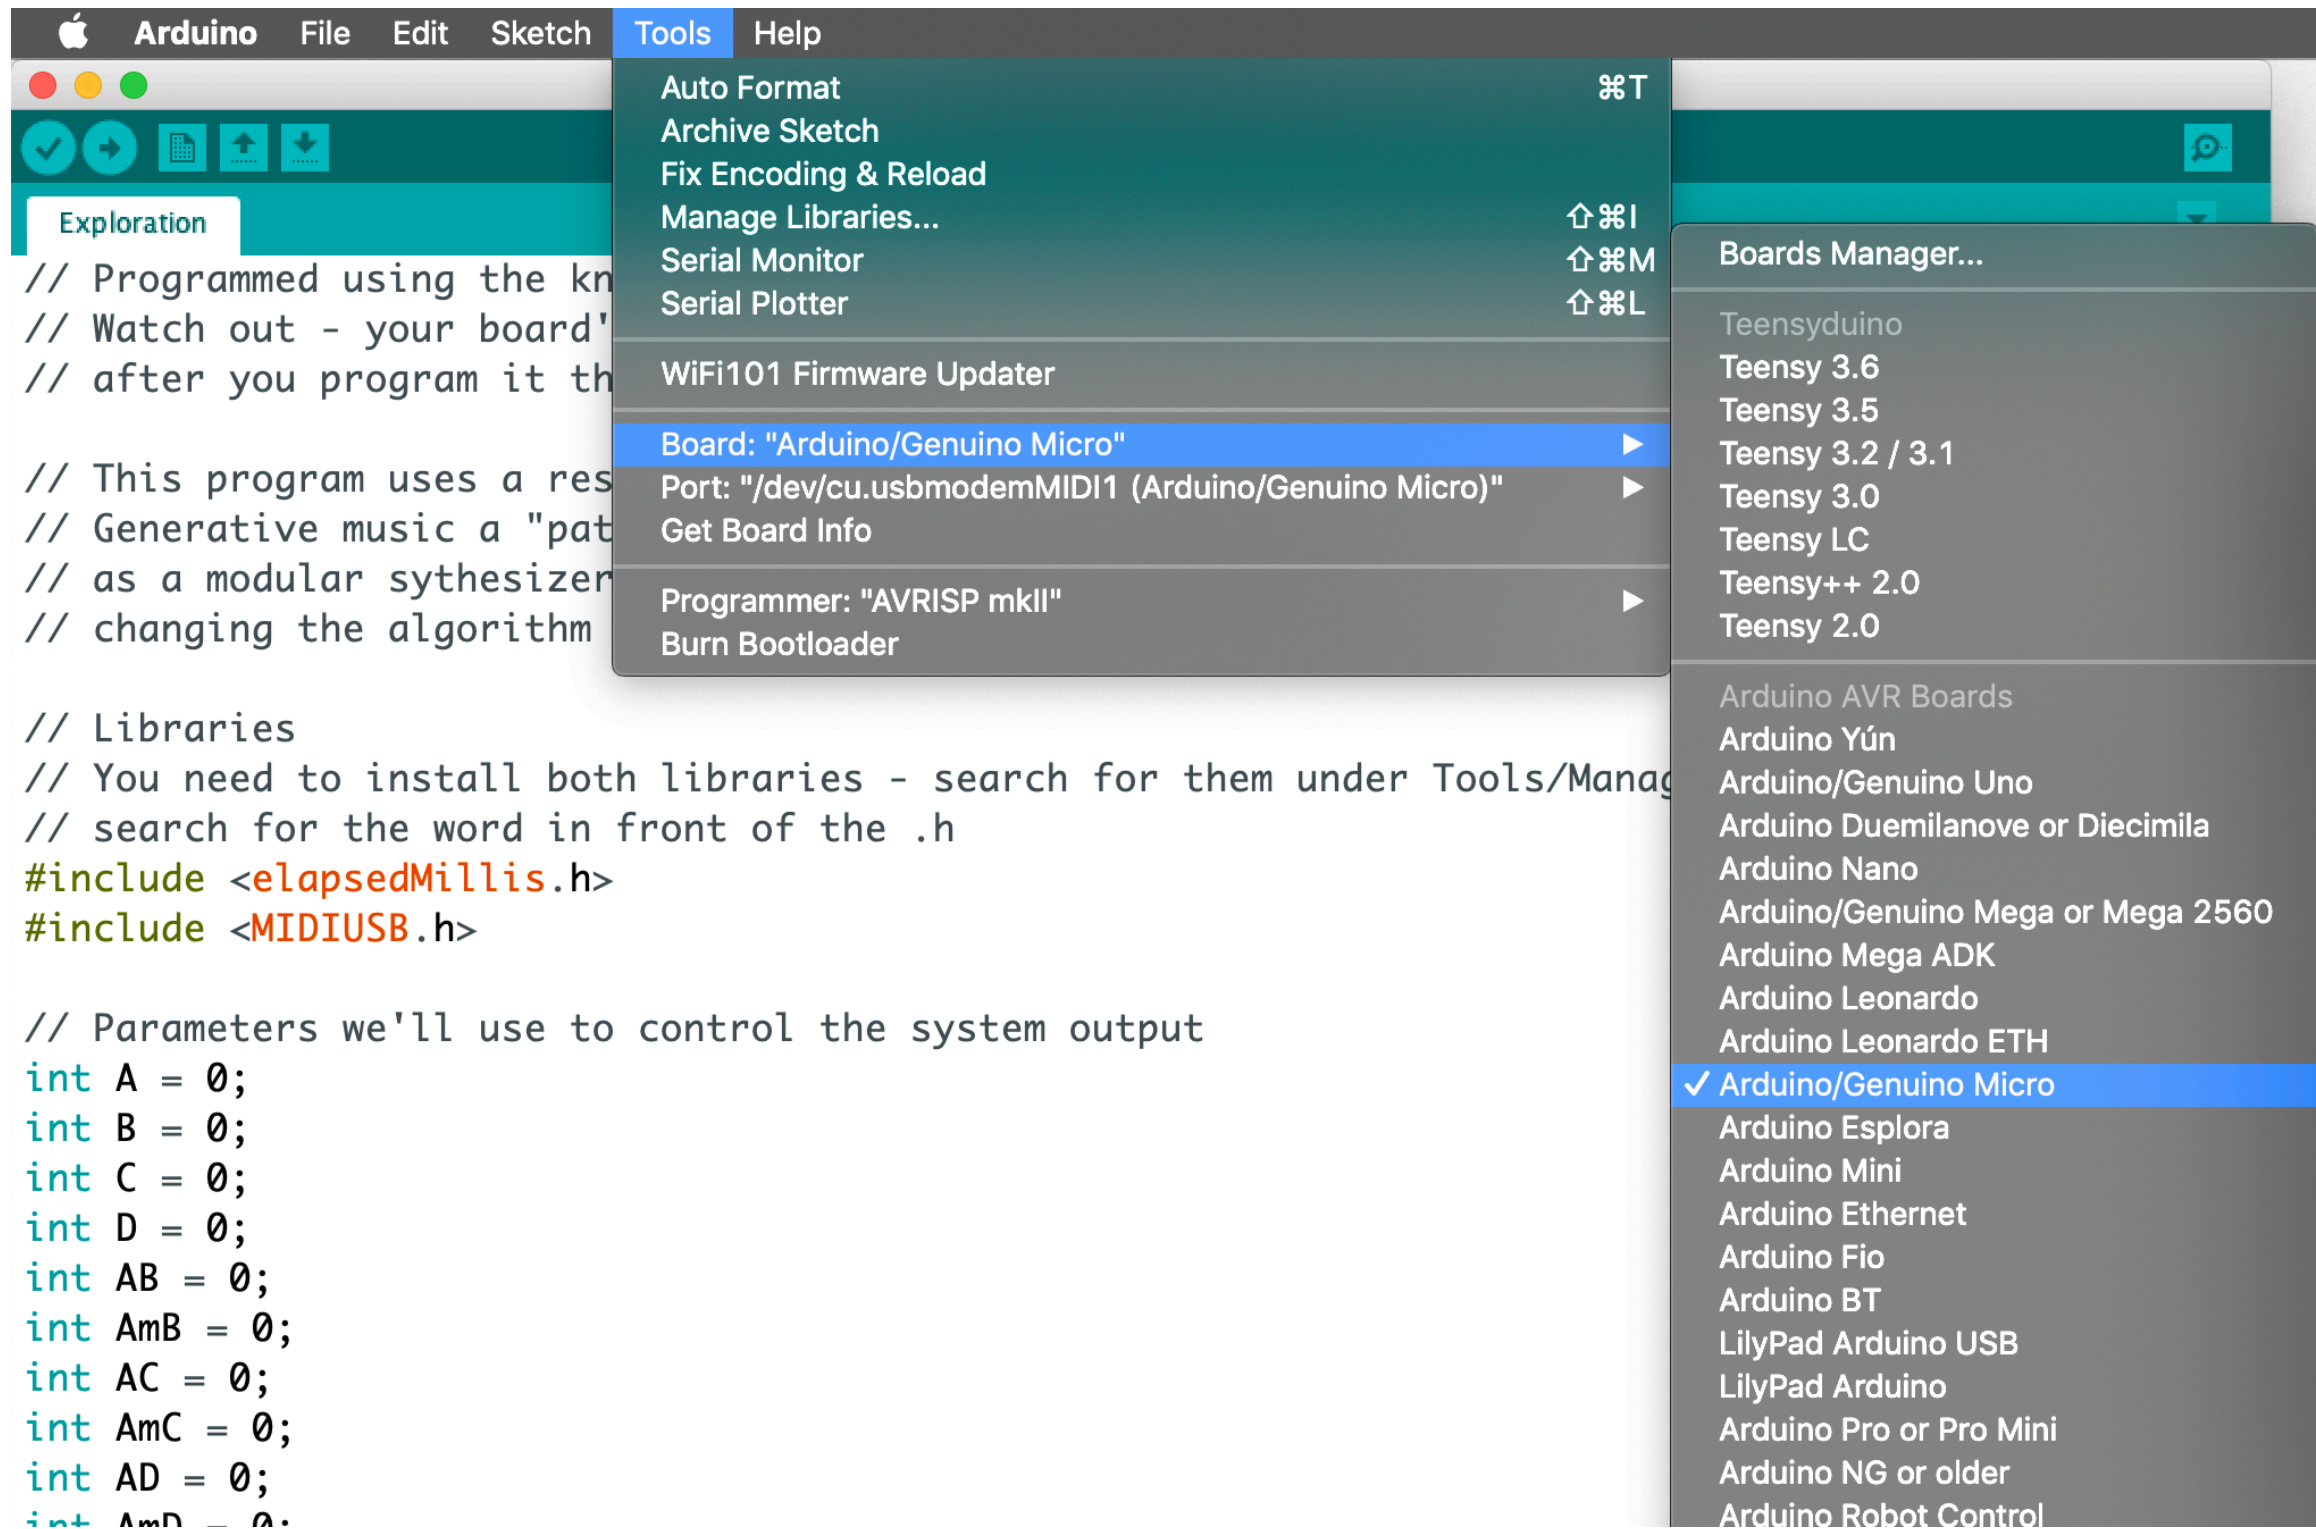 Arduino File Edit Sketch Tools Help
Auto Format ⌘T
Archive Sketch
Fix Encoding & Reload
Manage Libraries... ⇧⌘I
Serial Monitor ⇧⌘M
Serial Plotter ⇧⌘L
WiFi101 Firmware Updater
Board: "Arduino/Genuino Micro"
Port: "/dev/cu.usbmodemMIDI1 (Arduino/Genuino Micro)"
Get Board Info
Programmer: "AVRISP mkII"
Burn Bootloader
Boards Manager...
Teensyduino
Teensy 3.6
Teensy 3.5
Teensy 3.2 / 3.1
Teensy 3.0
Teensy LC
Teensy++ 2.0
Teensy 2.0
Arduino AVR Boards
Arduino Yún
Arduino/Genuino Uno
Arduino Duemilanove or Diecimila
Arduino Nano
Arduino/Genuino Mega or Mega 2560
Arduino Mega ADK
Arduino Leonardo
Arduino Leonardo ETH
✓ Arduino/Genuino Micro
Arduino Esplora
Arduino Mini
Arduino Ethernet
Arduino Fio
Arduino BT
LilyPad Arduino USB
LilyPad Arduino
Arduino Pro or Pro Mini
Arduino NG or older
Arduino Robot Control
Exploration
// Programmed using the kn
// Watch out - your board'
// after you program it th
// This program uses a res
// Generative music a "pat
// as a modular sythesizer
// changing the algorithm
// Libraries
// You need to install both libraries - search for them under Tools/Manag
// search for the word in front of the .h
#include <elapsedMillis.h>
#include <MIDIUSB.h>
// Parameters we'll use to control the system output
int A = 0;
int B = 0;
int C = 0;
int D = 0;
int AB = 0;
int AmB = 0;
int AC = 0;
int AmC = 0;
int AD = 0;
int AmD = 0;